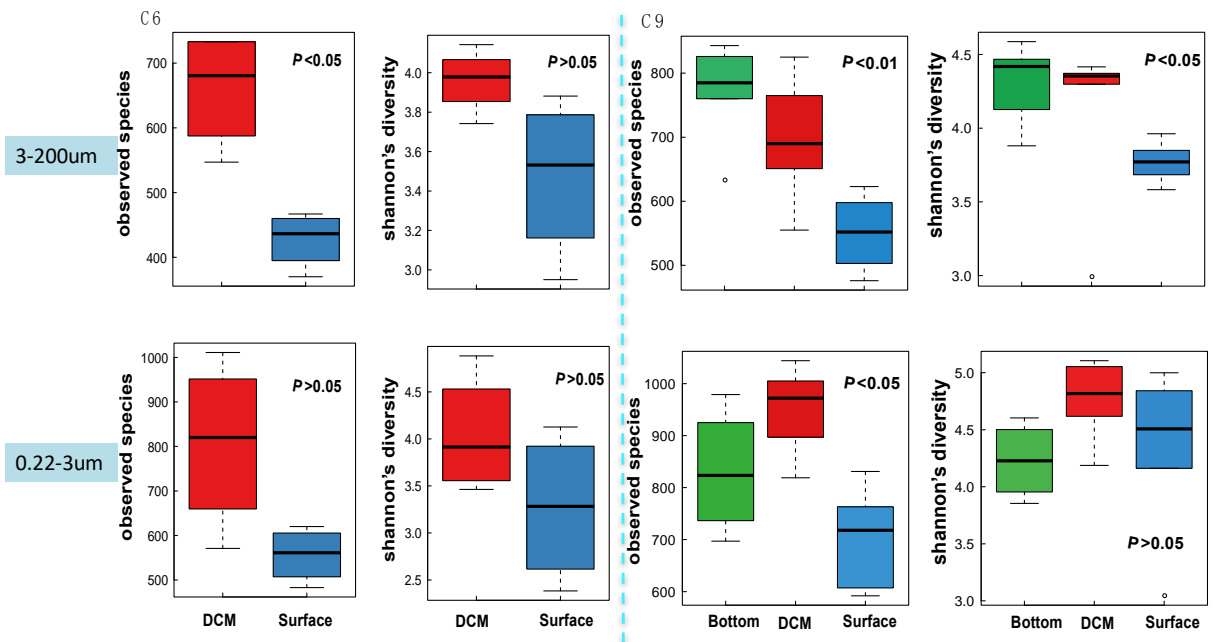 C6
C9
3-200um
observed species
700
600
500
400
P<0.05
shannon's diversity
4.0
3.8
3.6
3.4
3.2
3.0
P>0.05
observed species
800
700
600
500
P<0.01
shannon's diversity
4.5
4.0
3.5
3.0
P<0.05
0.22-3um
observed species
1000
900
800
700
600
500
P>0.05
DCM Surface
shannon's diversity
4.5
4.0
3.5
3.0
2.5
P>0.05
DCM Surface
observed species
1000
900
800
700
600
P<0.05
Bottom DCM Surface
shannon's diversity
5.0
4.5
4.0
3.5
3.0
P>0.05
Bottom DCM Surface